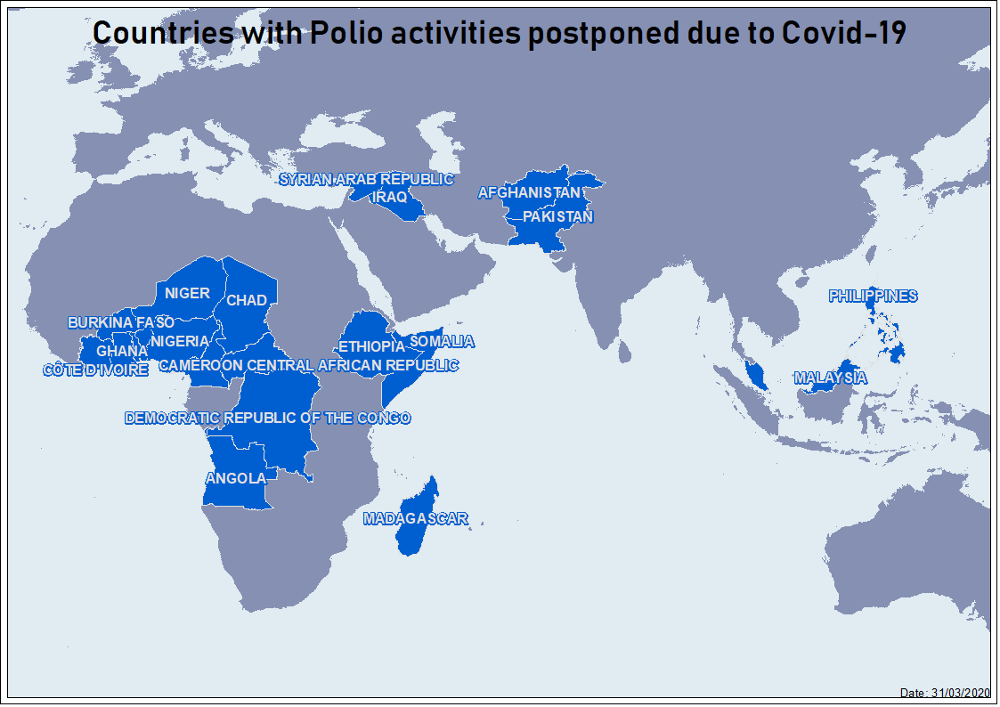 Countries with Polio activities postponed due to Covid-19
SYRIAN ARAB REPUBLIC
IRAQ
AFGHANISTAN
PAKISTAN
NIGER
CHAD
BURKINA FASO
NIGERIA
GHANA
CÔTE D'IVOIRE
ETHIOPIA
SOMALIA
CAMEROON
CENTRAL AFRICAN REPUBLIC
DEMOCRATIC REPUBLIC OF THE CONGO
ANGOLA
MADAGASCAR
PHILIPPINES
MALAYSIA
Date: 31/03/2020